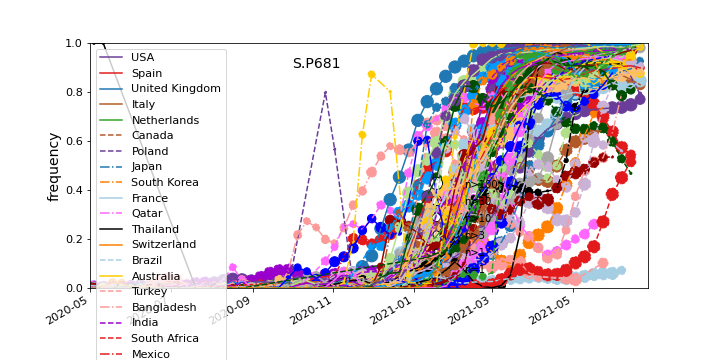 S.P681
frequency
1.0
0.8
0.6
0.4
0.2
0.0
USA
Spain
United Kingdom
Italy
Netherlands
Canada
Poland
Japan
South Korea
France
Qatar
Thailand
Switzerland
Brazil
Australia
Turkey
Bangladesh
India
South Africa
Mexico
n>3
2020-05
2020-09
2020-11
2021-01
2021-03
2021-05